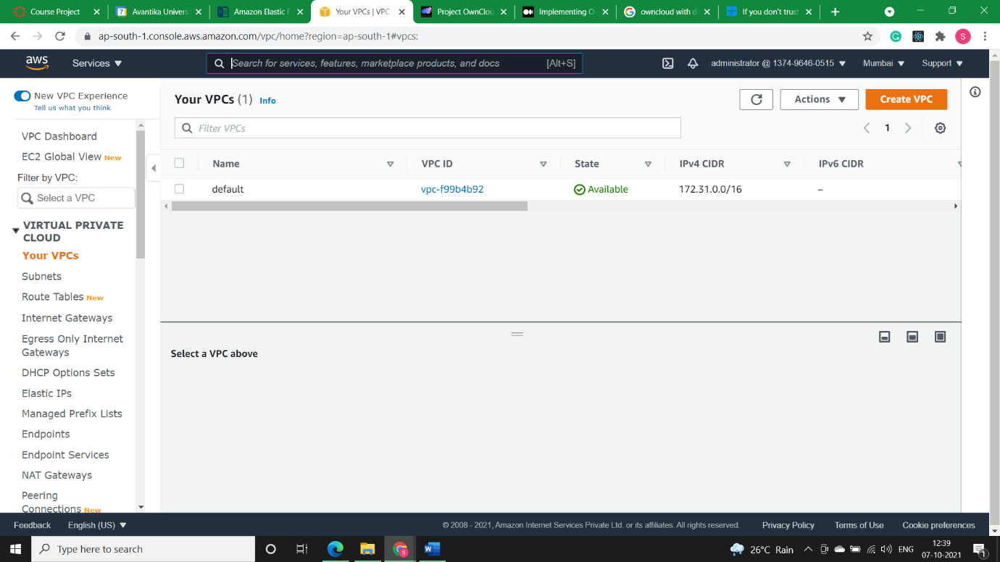 Course Project
Avantika Univers
Amazon Elastic F
Your VPCs | VPC
Project OwnClou
Implementing Ov
owncloud with d
If you don't trust
ap-south-1.console.aws.amazon.com/vpc/home?region=ap-south-1#vpcs:
S
aws
Services
Search for services, features, marketplace products, and docs
[Alt+S]
administrator @ 1374-9646-0515
Mumbai
Support
New VPC Experience
Tell us what you think
VPC Dashboard
EC2 Global View New
Filter by VPC:
Select a VPC
VIRTUAL PRIVATE
CLOUD
Your VPCs
Subnets
Route Tables New
Internet Gateways
Egress Only Internet
Gateways
DHCP Options Sets
Elastic IPs
Managed Prefix Lists
Endpoints
Endpoint Services
NAT Gateways
Peering
Connections New
Your VPCs (1) Info
Actions
Create VPC
Filter VPCs
1
Name VPC ID State IPv4 CIDR IPv6 CIDR
default vpc-f99b4b92 Available 172.31.0.0/16 –
Select a VPC above
Feedback
English (US)
© 2008 - 2021, Amazon Internet Services Private Ltd. or its affiliates. All rights reserved.
Privacy Policy
Terms of Use
Cookie preferences
Type here to search
26°C Rain
ENG
12:39
07-10-2021
1